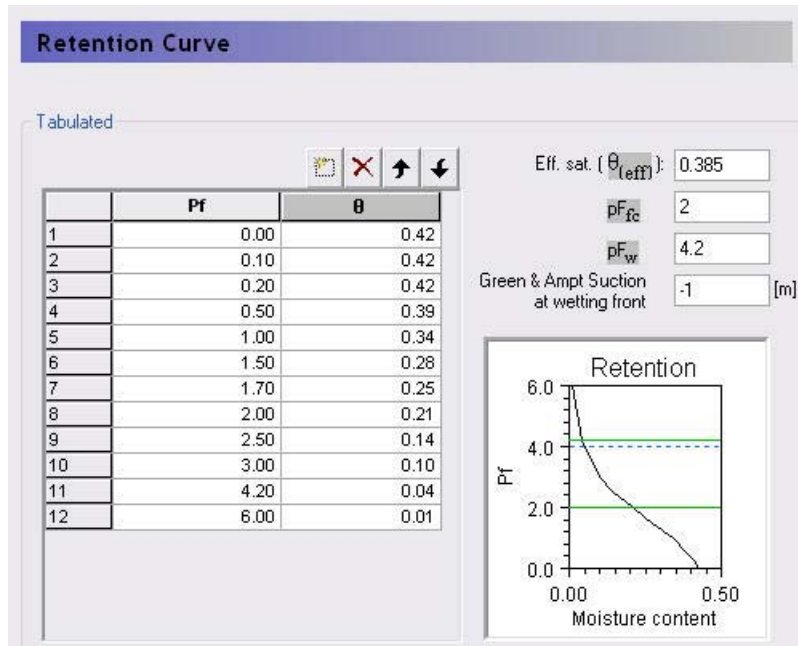 Retention Curve
Tabulated
Pf θ
1 0.00 0.42
2 0.10 0.42
3 0.20 0.42
4 0.50 0.39
5 1.00 0.34
6 1.50 0.28
7 1.70 0.25
8 2.00 0.21
9 2.50 0.14
10 3.00 0.10
11 4.20 0.04
12 6.00 0.01
Eff. sat. ( θ(eff) ): 0.385
pFfc 2
pFw 4.2
Green & Ampt Suction
at wetting front -1 [m]
Retention
Pf
6.0
4.0
2.0
0.0
0.00 0.50
Moisture content